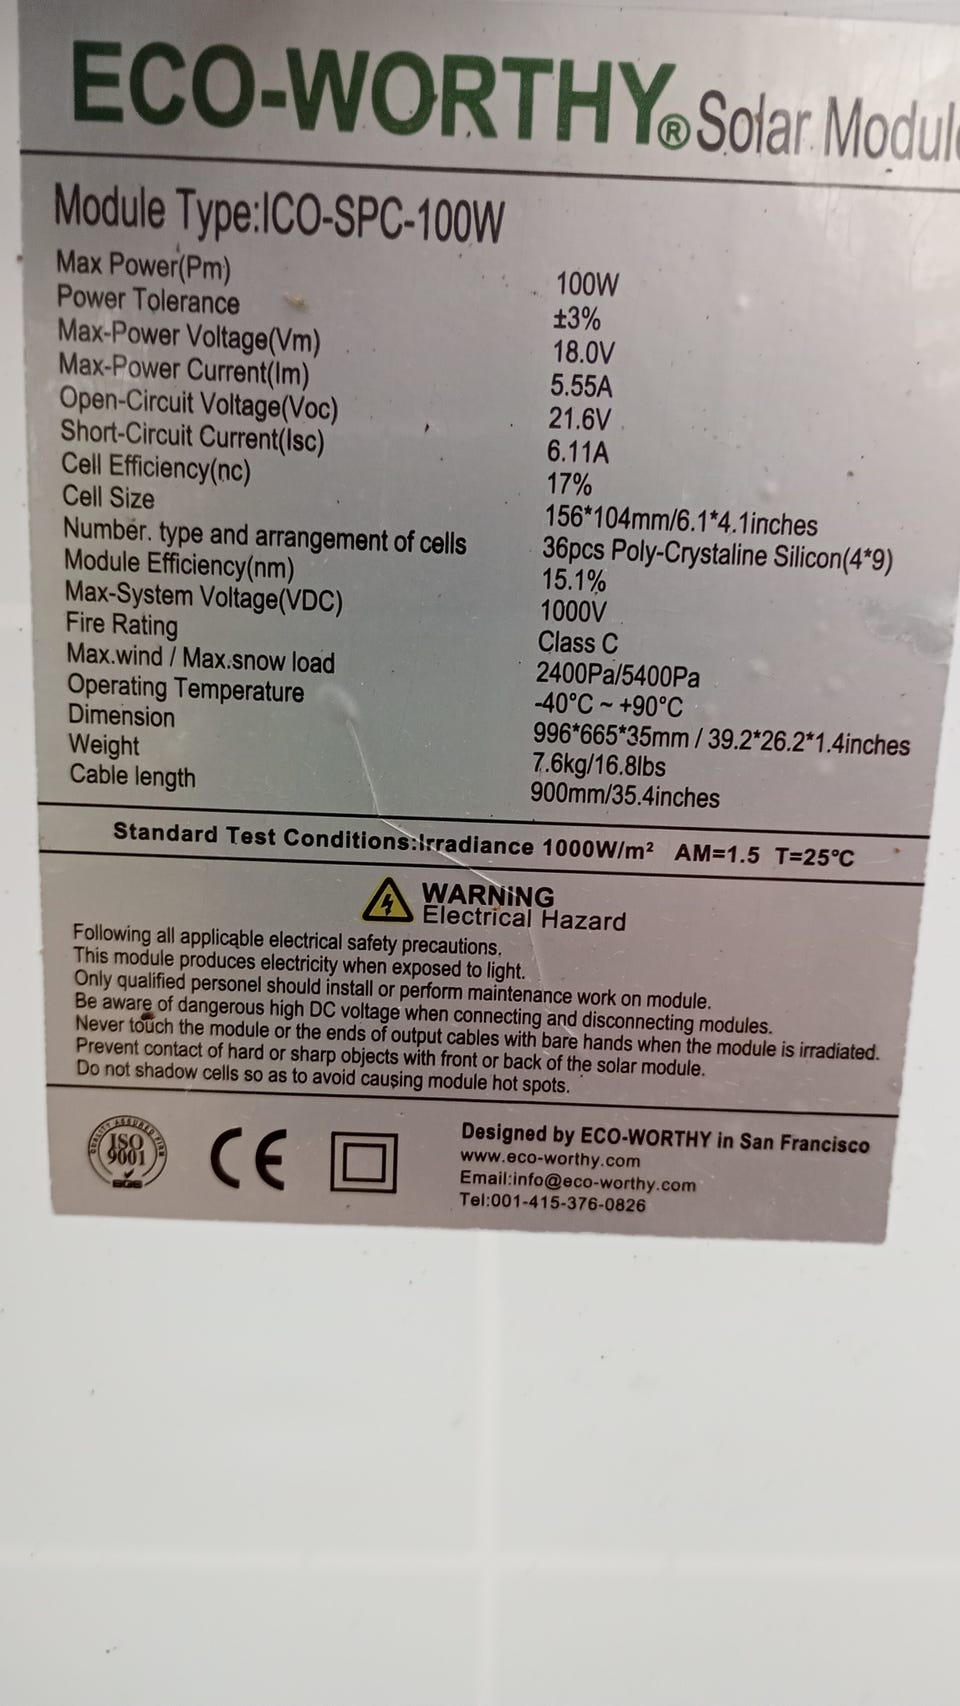 ECO-WORTHY® Solar Modul
Module Type:ICO-SPC-100W
Max Power(Pm) 100W
Power Tolerance ±3%
Max-Power Voltage(Vm) 18.0V
Max-Power Current(Im) 5.55A
Open-Circuit Voltage(Voc) 21.6V
Short-Circuit Current(Isc) 6.11A
Cell Efficiency(nc) 17%
Cell Size 156*104mm/6.1*4.1inches
Number. type and arrangement of cells 36pcs Poly-Crystaline Silicon(4*9)
Module Efficiency(nm) 15.1%
Max-System Voltage(VDC) 1000V
Fire Rating Class C
Max.wind / Max.snow load 2400Pa/5400Pa
Operating Temperature -40°C ~ +90°C
Dimension 996*665*35mm / 39.2*26.2*1.4inches
Weight 7.6kg/16.8lbs
Cable length 900mm/35.4inches
Standard Test Conditions:Irradiance 1000W/m² AM=1.5 T=25°C
WARNING
Electrical Hazard
Following all applicable electrical safety precautions.
This module produces electricity when exposed to light.
Only qualified personel should install or perform maintenance work on module.
Be aware of dangerous high DC voltage when connecting and disconnecting modules.
Never touch the module or the ends of output cables with bare hands when the module is irradiated.
Prevent contact of hard or sharp objects with front or back of the solar module.
Do not shadow cells so as to avoid causing module hot spots.
QUALITY ASSURED FIRM
ISO
9001
SGS
CE
Designed by ECO-WORTHY in San Francisco
www.eco-worthy.com
Email:info@eco-worthy.com
Tel:001-415-376-0826